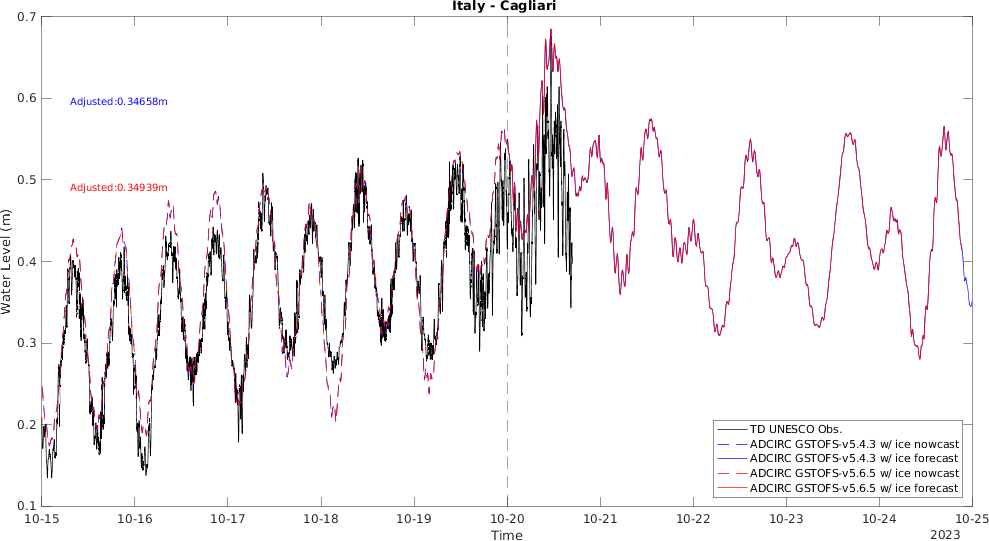 Italy - Cagliari
Water Level (m)
0.7
0.6
0.5
0.4
0.3
0.2
0.1
Adjusted:0.34658m
Adjusted:0.34939m
TD UNESCO Obs.
ADCIRC GSTOFS-v5.4.3 w/ ice nowcast
ADCIRC GSTOFS-v5.4.3 w/ ice forecast
ADCIRC GSTOFS-v5.6.5 w/ ice nowcast
ADCIRC GSTOFS-v5.6.5 w/ ice forecast
10-15 10-16 10-17 10-18 10-19 10-20 10-21 10-22 10-23 10-24 10-25
Time
2023